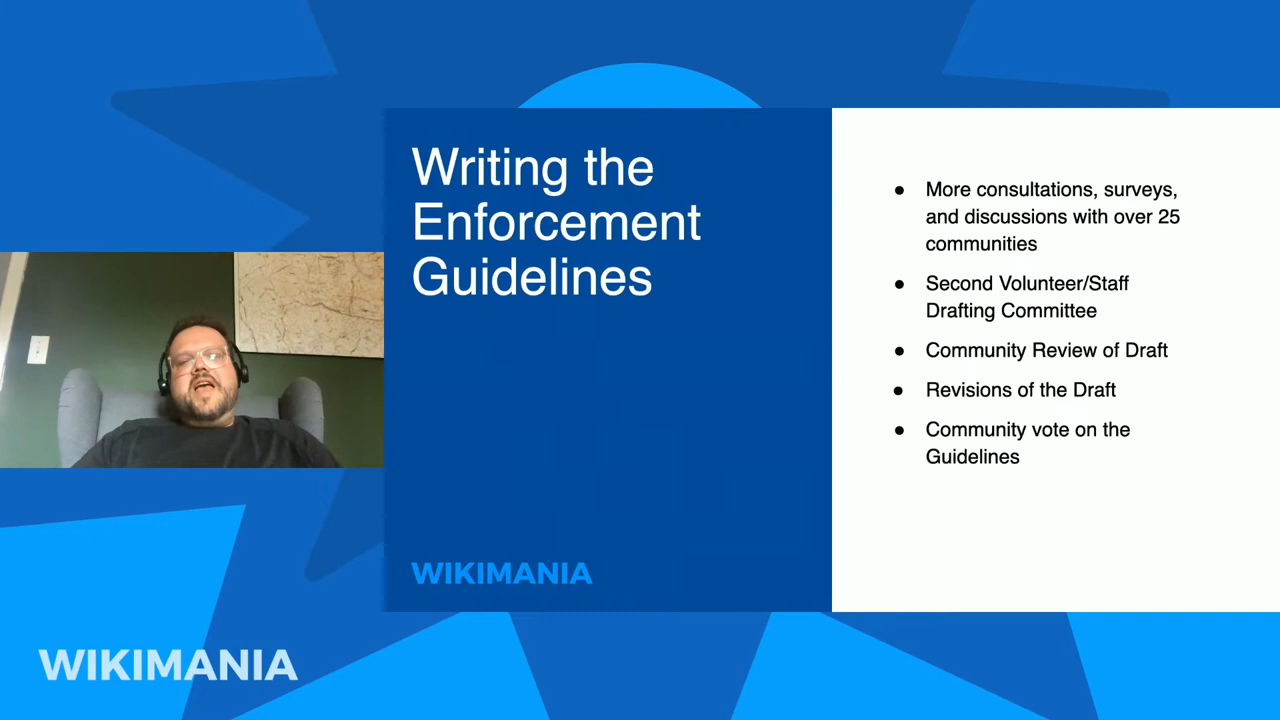 Writing the
Enforcement
Guidelines
WIKIMANIA
● More consultations, surveys,
and discussions with over 25
communities
● Second Volunteer/Staff
Drafting Committee
● Community Review of Draft
● Revisions of the Draft
● Community vote on the
Guidelines
WIKIMANIA